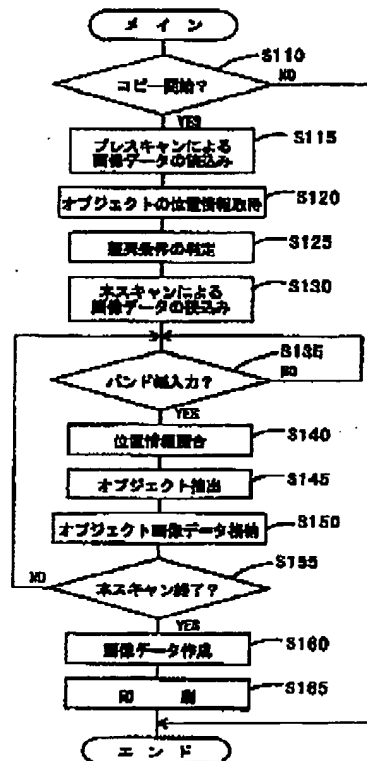 メイン
S110
コピー開始?
NO
YES
S115
プレスキャンによる
画像データの読込み
S120
オブジェクトの位置情報取得
S125
条件の判定
S130
本スキャンによる
画像データの読込み
S135
バンド幅入力?
NO
YES
S140
位置情報照合
S145
オブジェクト抽出
S150
オブジェクト画像データ格納
S155
NO
本スキャン終了?
YES
S160
画像データ作成
S165
印 刷
エンド